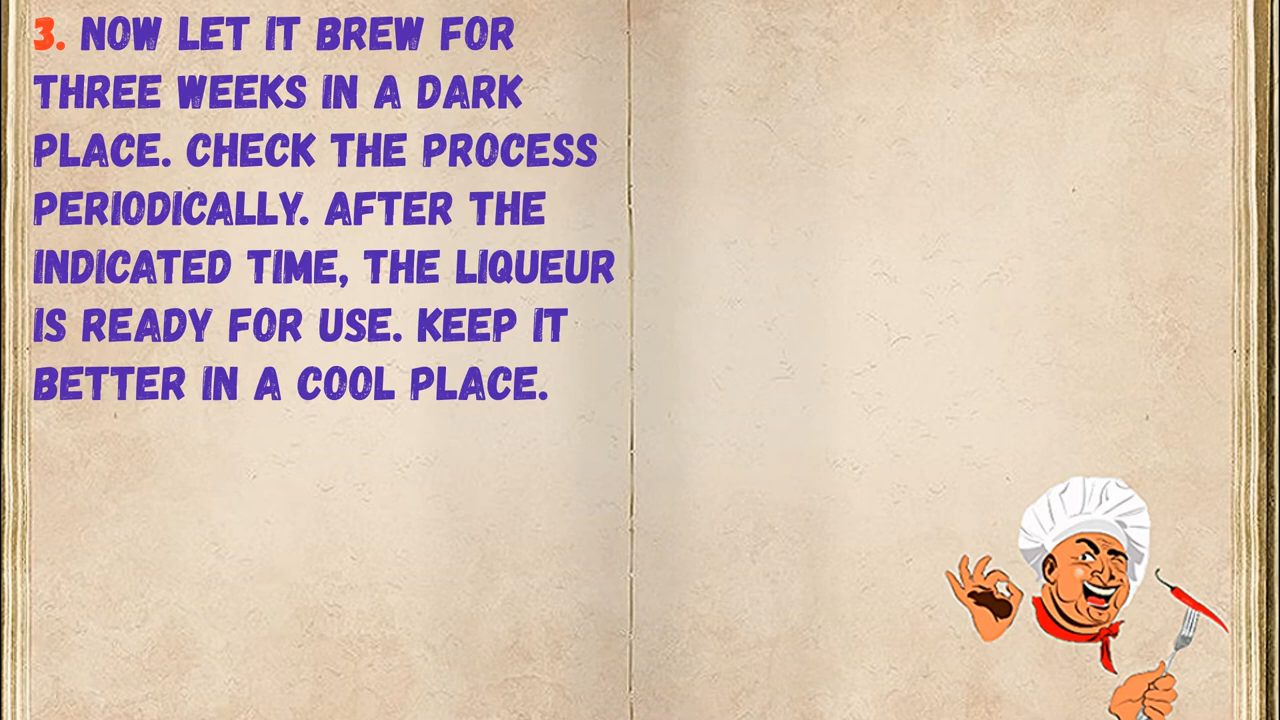 3. NOW LET IT BREW FOR
THREE WEEKS IN A DARK
PLACE. CHECK THE PROCESS
PERIODICALLY. AFTER THE
INDICATED TIME, THE LIQUEUR
IS READY FOR USE. KEEP IT
BETTER IN A COOL PLACE.